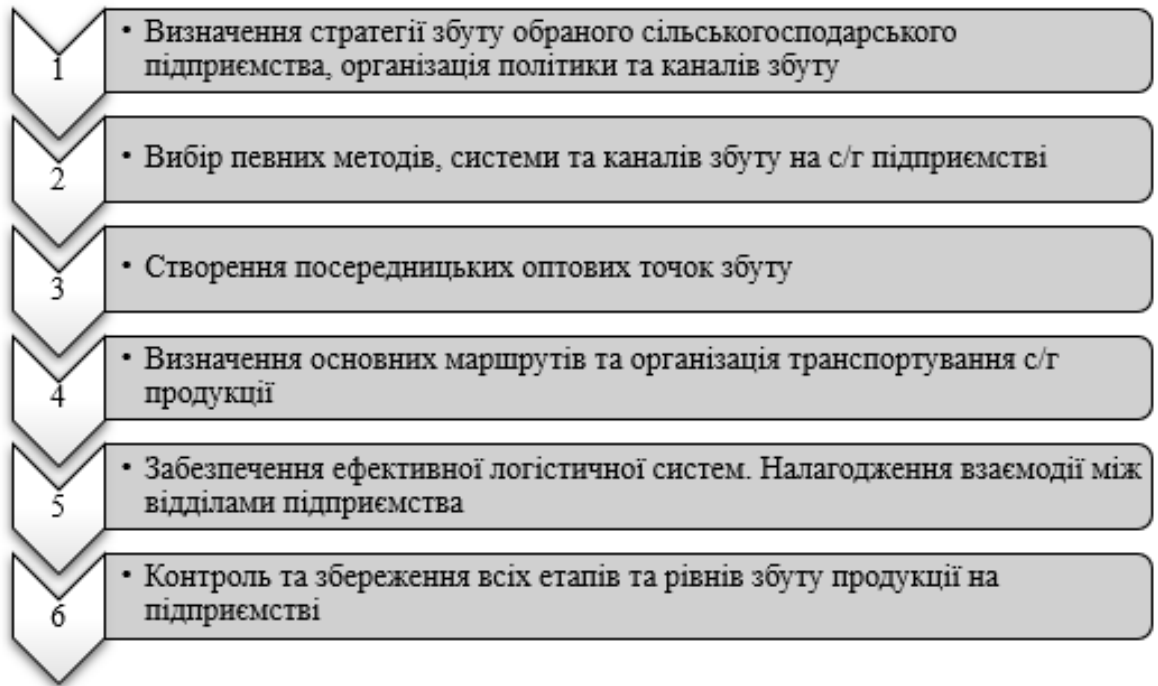 1
• Визначення стратегії збуту обраного сільськогосподарського
підприємства, організація політики та каналів збуту
2
• Вибір певних методів, системи та каналів збуту на с/г підприємстві
3
• Створення посередницьких оптових точок збуту
4
• Визначення основних маршрутів та організація транспортування с/г
продукції
5
• Забезпечення ефективної логістичної систем. Налагодження взаємодії між
відділами підприємства
6
• Контроль та збереження всіх етапів та рівнів збуту продукції на
підприємстві